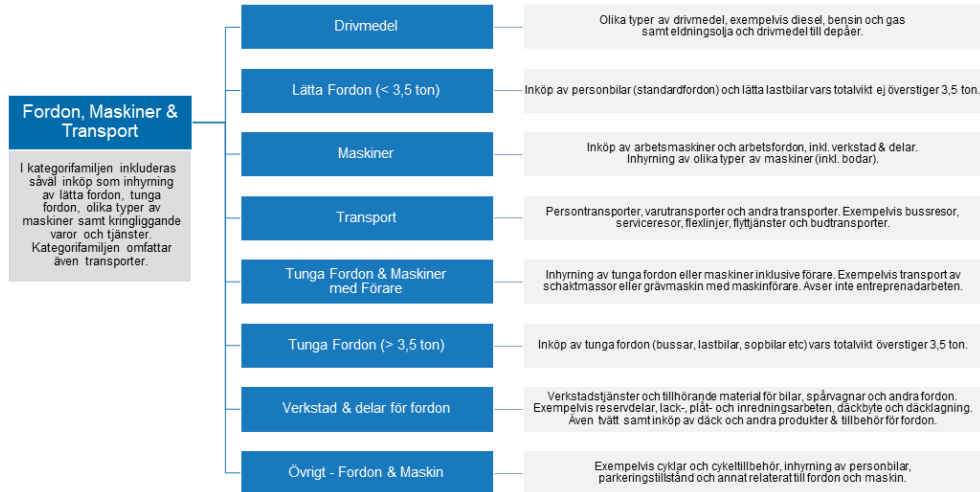 Fordon, Maskiner &
Transport
I kategorifamiljen inkluderas
såväl inköp som inhyrning
av lätta fordon, tunga
fordon, olika typer av
maskiner samt kringliggande
varor och tjänster.
Kategorifamiljen omfattar
även transporter.
Drivmedel
Olika typer av drivmedel, exempelvis diesel, bensin och gas
samt eldningsolja och drivmedel till depåer.
Lätta Fordon (< 3,5 ton)
Inköp av personbilar (standardfordon) och lätta lastbilar vars totalvikt ej överstiger 3,5 ton.
Maskiner
Inköp av arbetsmaskiner och arbetsfordon, inkl. verkstad & delar.
Inhyrning av olika typer av maskiner (inkl. bodar).
Transport
Persontransporter, varutransporter och andra transporter. Exempelvis bussresor,
serviceresor, flexlinjer, flyttjänster och budtransporter.
Tunga Fordon & Maskiner
med Förare
Inhyrning av tunga fordon eller maskiner inklusive förare. Exempelvis transport av
schaktmassor eller grävmaskin med maskinförare. Avser inte entreprenadarbeten.
Tunga Fordon (> 3,5 ton)
Inköp av tunga fordon (bussar, lastbilar, sopbilar etc) vars totalvikt överstiger 3,5 ton.
Verkstad & delar för fordon
Verkstadstjänster och tillhörande material för bilar, spårvagnar och andra fordon.
Exempelvis reservdelar, lack-, plåt- och inredningsarbeten, däckbyte och däcklagning.
Även tvätt samt inköp av däck och andra produkter & tillbehör för fordon.
Övrigt - Fordon & Maskin
Exempelvis cyklar och cykeltillbehör, inhyrning av personbilar,
parkeringstillstånd och annat relaterat till fordon och maskin.